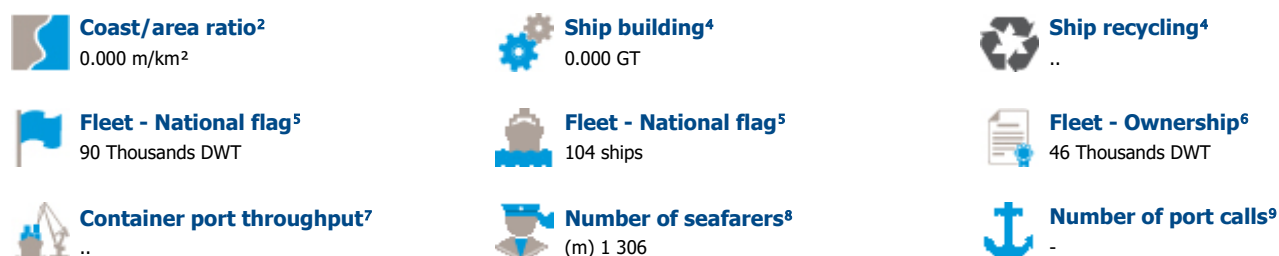 Coast/area ratio²
0.000 m/km²
Ship building⁴
0.000 GT
Ship recycling⁴
..
Fleet - National flag⁵
90 Thousands DWT
Fleet - National flag⁵
104 ships
Fleet - Ownership⁶
46 Thousands DWT
Container port throughput⁷
..
Number of seafarers⁸
(m) 1 306
Number of port calls⁹
-